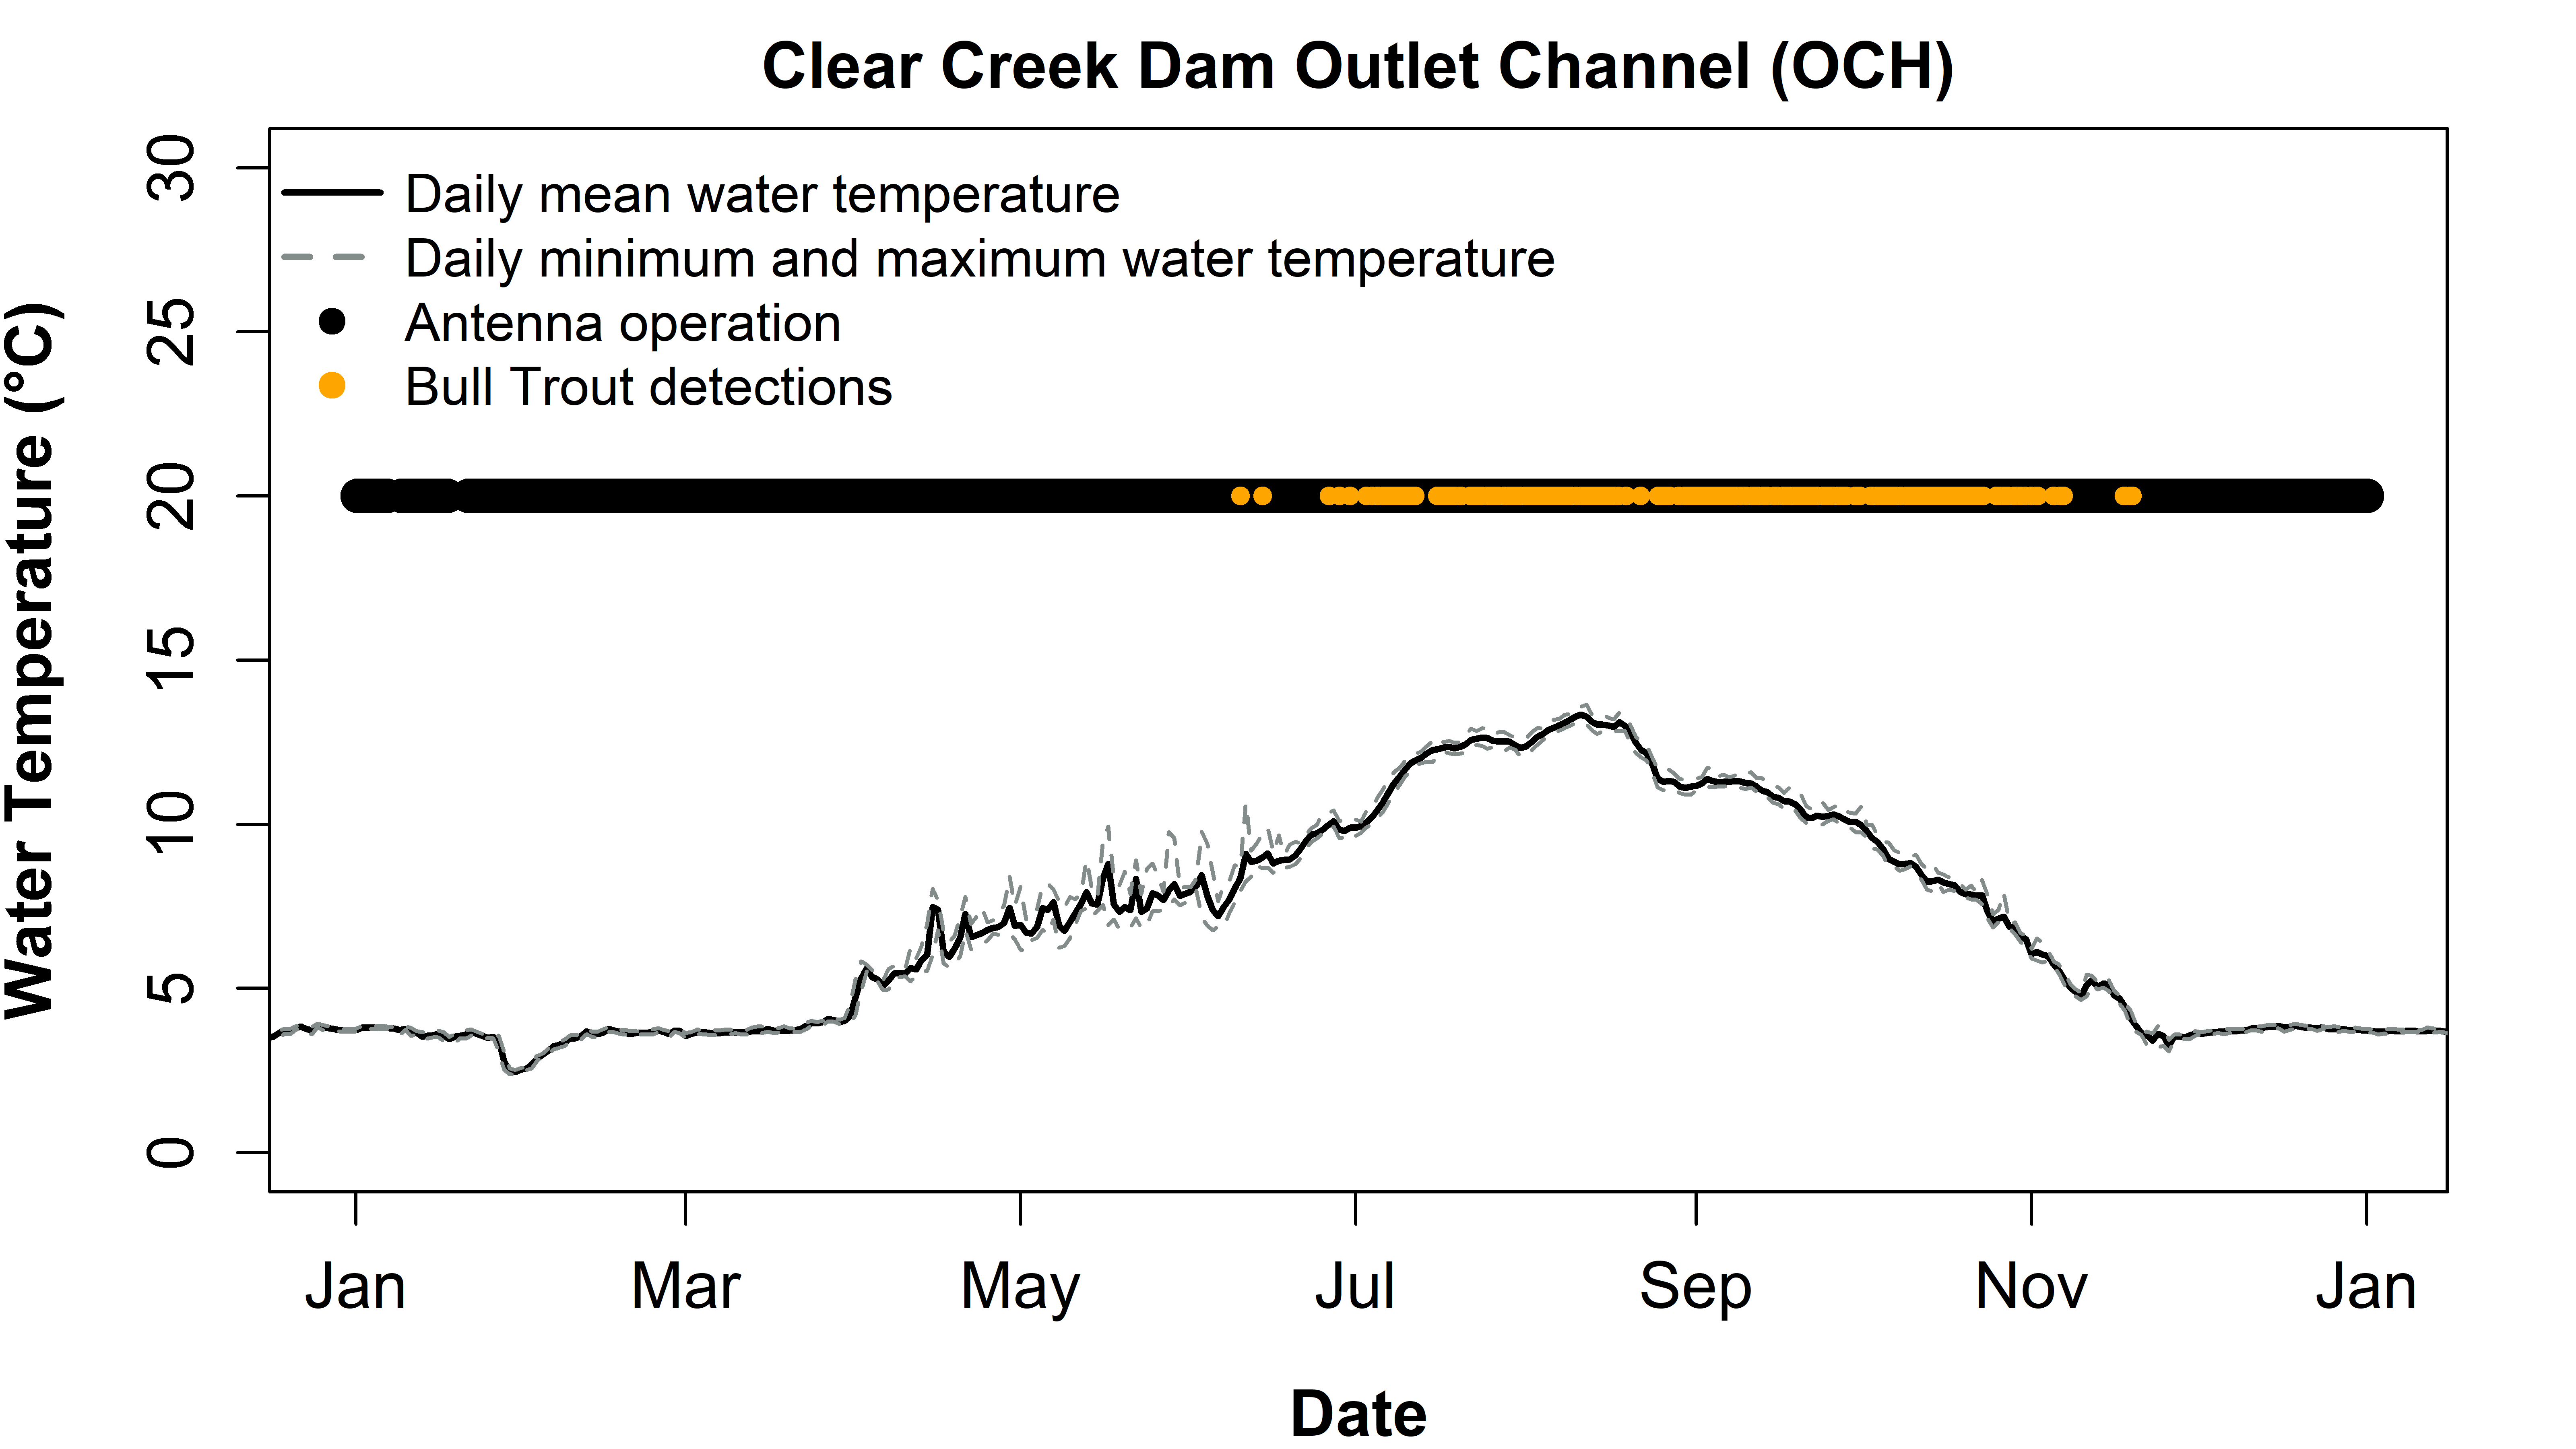 Clear Creek Dam Outlet Channel (OCH)
Daily mean water temperature
Daily minimum and maximum water temperature
Antenna operation
Bull Trout detections
Water Temperature (°C)
30
25
20
15
10
5
0
Jan Mar May Jul Sep Nov Jan
Date